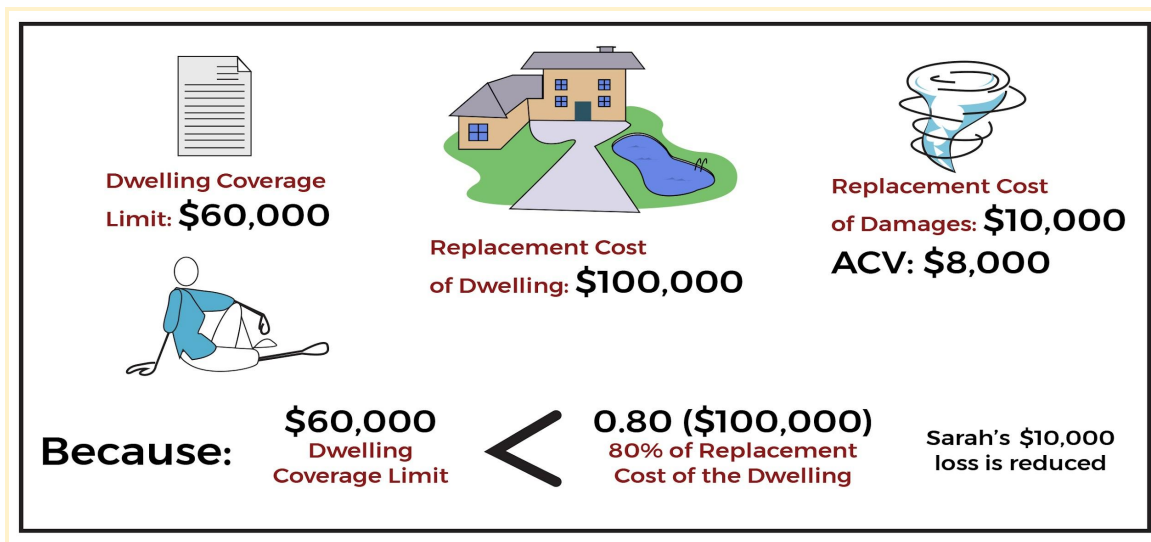 Dwelling Coverage
Limit: $60,000
Replacement Cost
of Dwelling: $100,000
Replacement Cost
of Damages: $10,000
ACV: $8,000
Because:
$60,000
Dwelling
Coverage Limit
<
0.80 ($100,000)
80% of Replacement
Cost of the Dwelling
Sarah's $10,000
loss is reduced